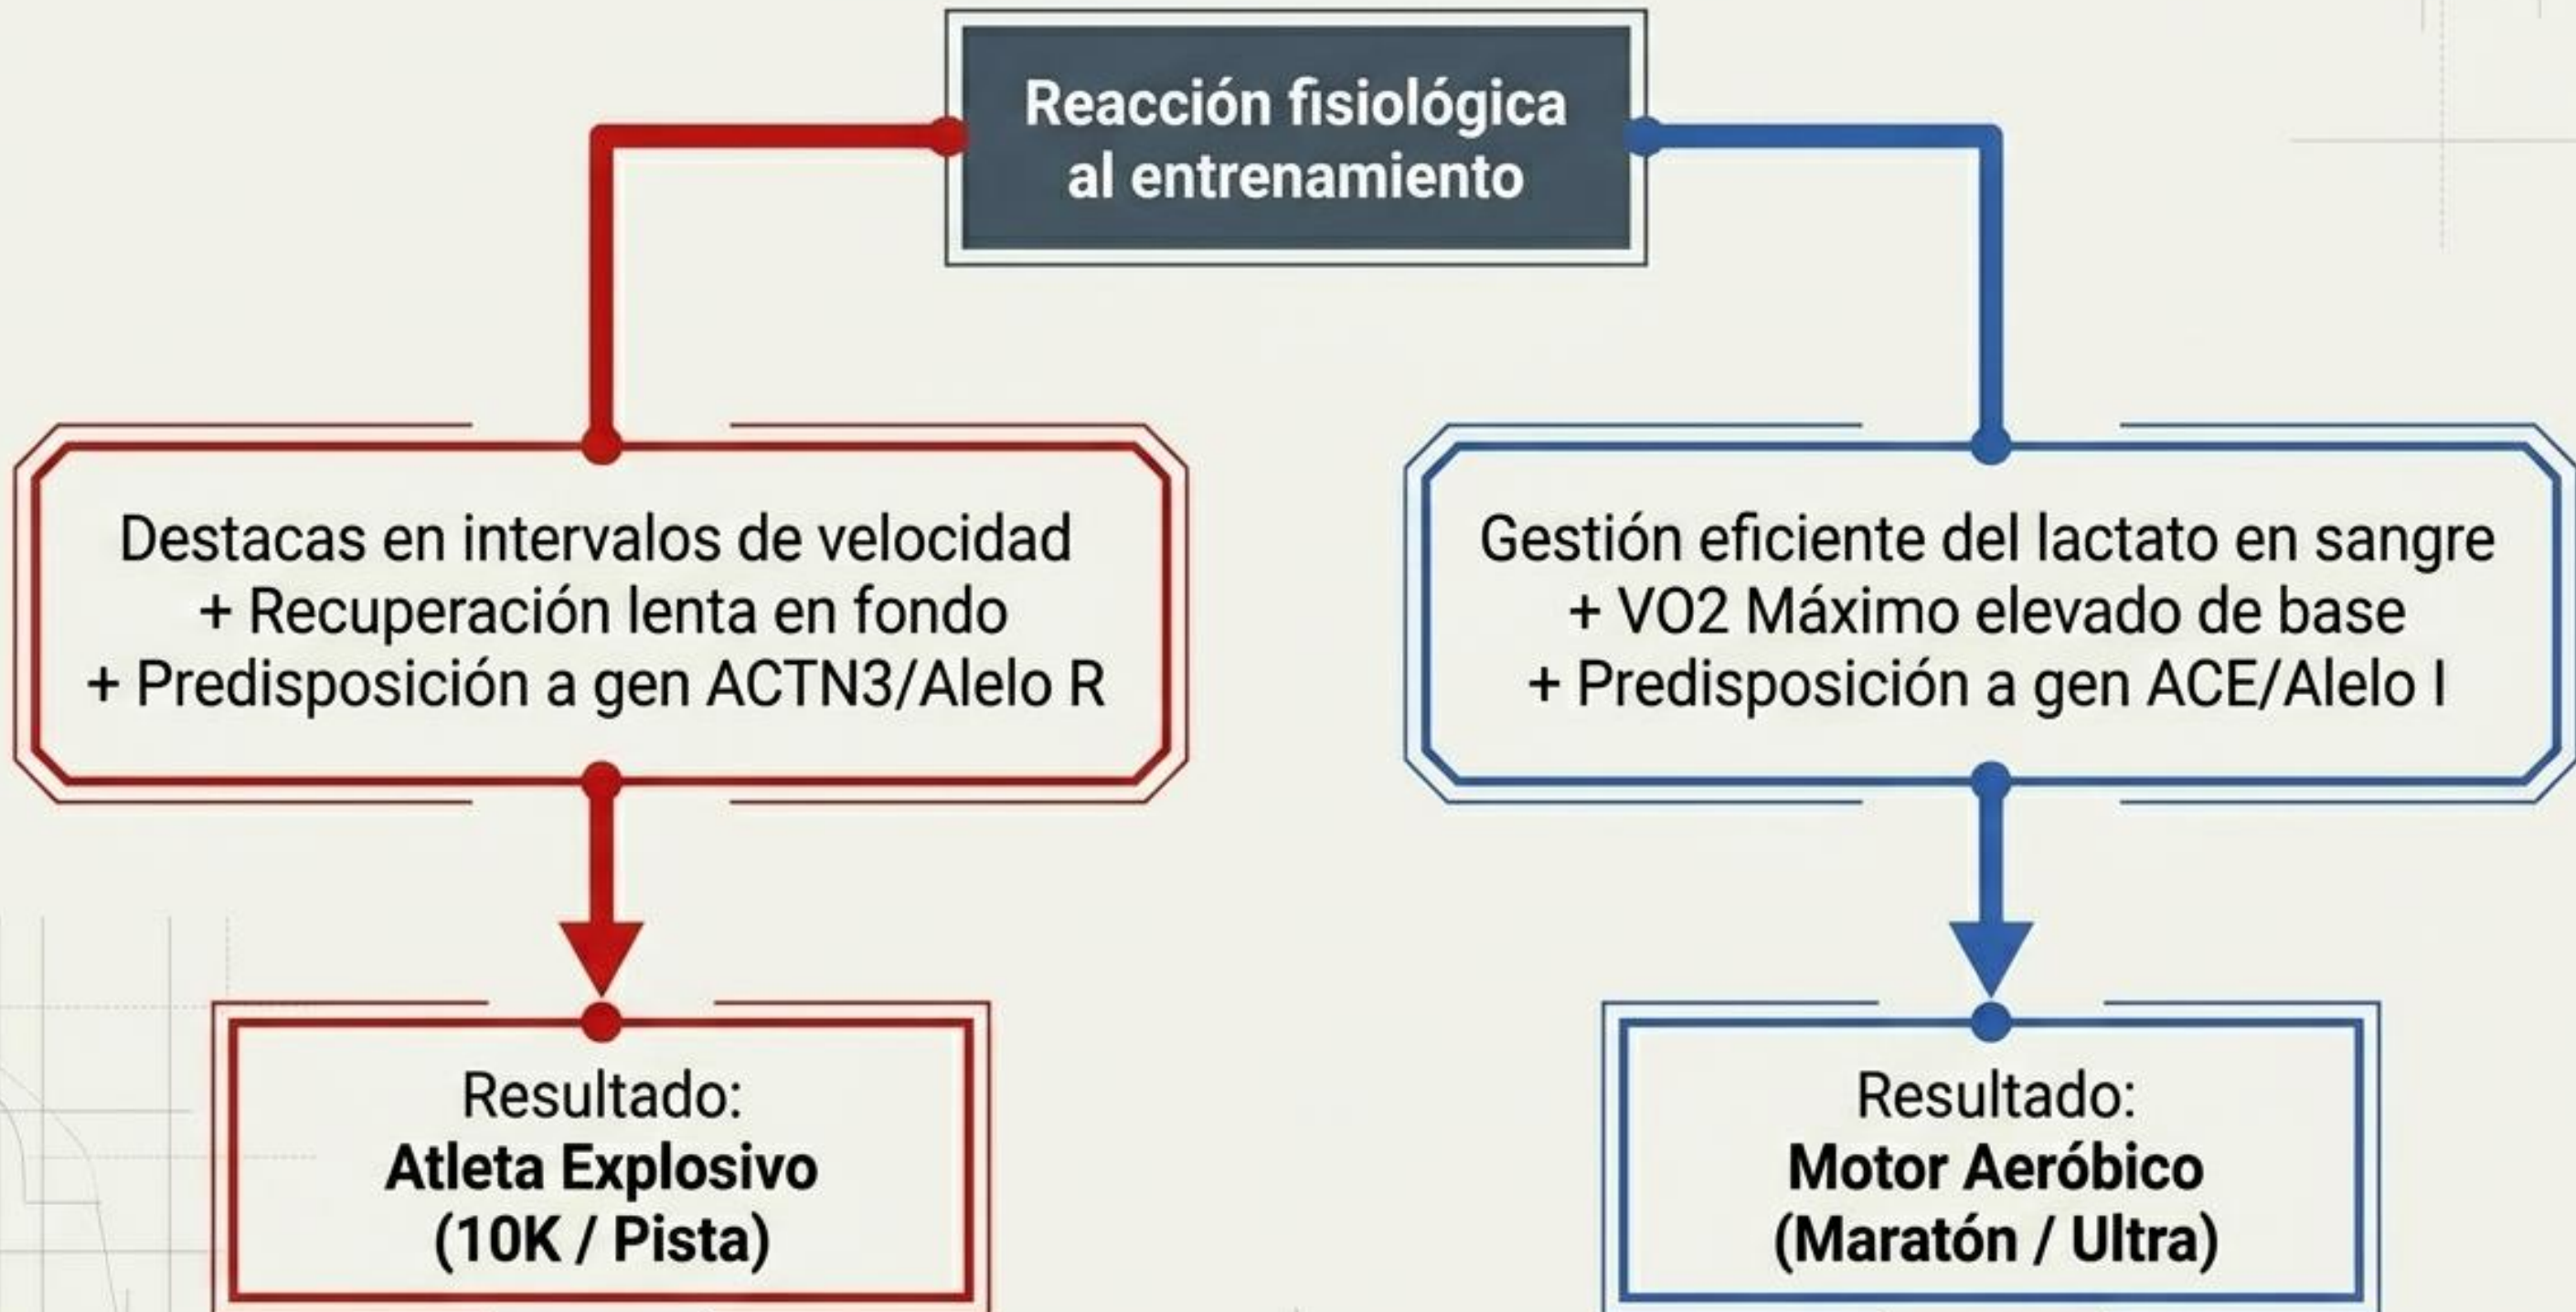 Reacción fisiológica
al entrenamiento
Destacas en intervalos de velocidad
+ Recuperación lenta en fondo
+ Predisposición a gen ACTN3/Alelo R
Gestión eficiente del lactato en sangre
+ VO2 Máximo elevado de base
+ Predisposición a gen ACE/Alelo I
Resultado:
Atleta Explosivo
(10K / Pista)
Resultado:
Motor Aeróbico
(Maratón / Ultra)